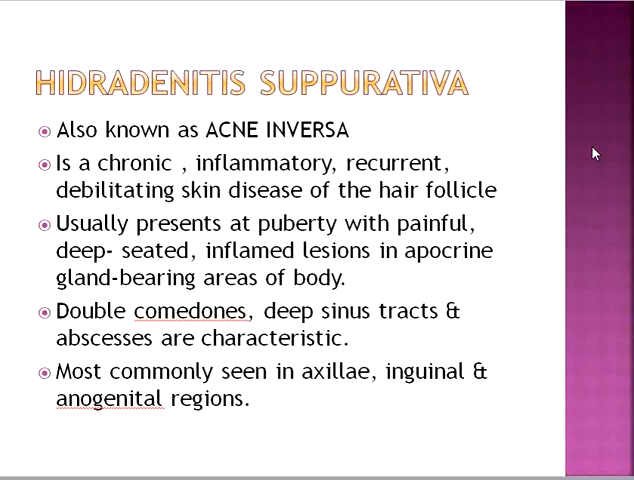 HIDRADENITIS SUPPURATIVA
Also known as ACNE INVERSA
Is a chronic , inflammatory, recurrent,
debilitating skin disease of the hair follicle
Usually presents at puberty with painful,
deep- seated, inflamed lesions in apocrine
gland-bearing areas of body.
Double comedones, deep sinus tracts &
abscesses are characteristic.
Most commonly seen in axillae, inguinal &
anogenital regions.